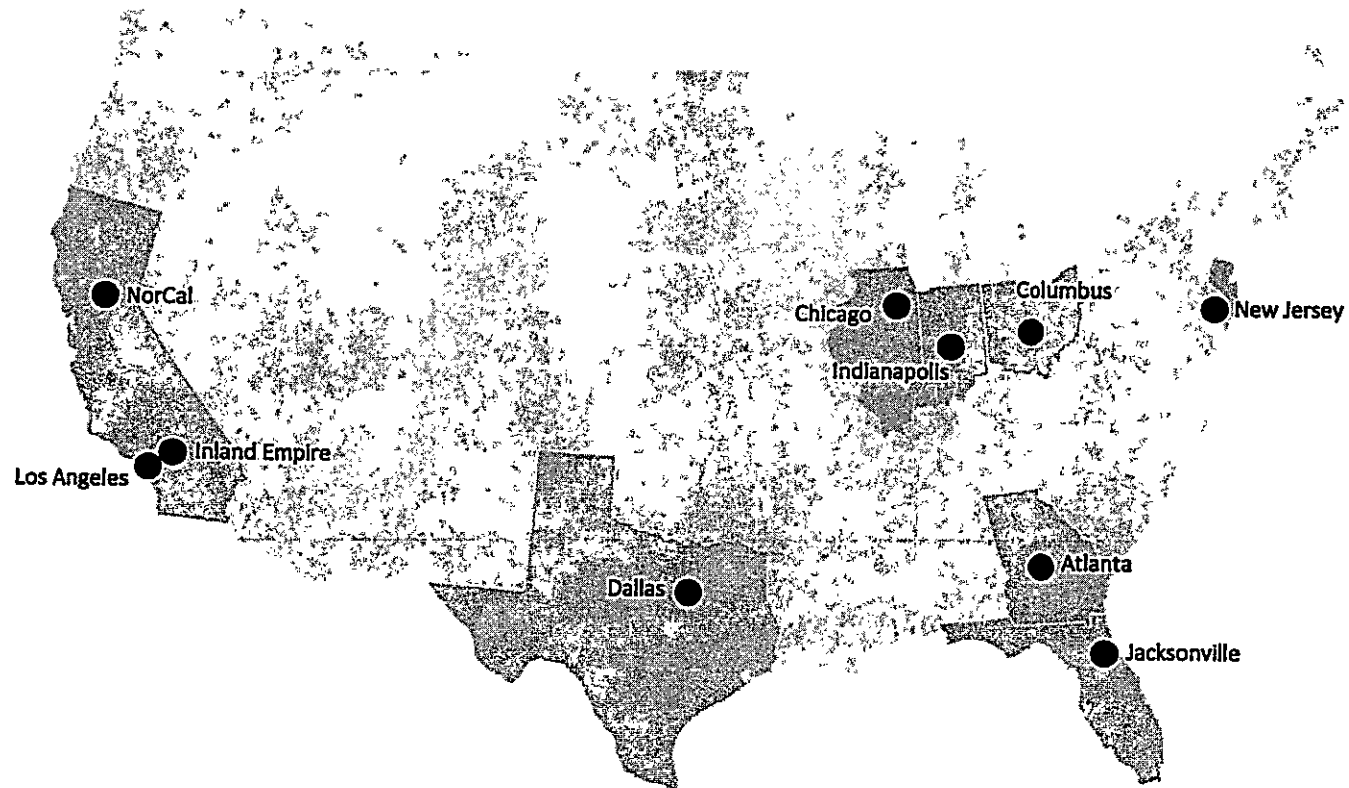 NorCal
Columbus
Chicago
New Jersey
Indianapolis
Inland Empire
Los Angeles
Atlanta
Dallas
Jacksonville